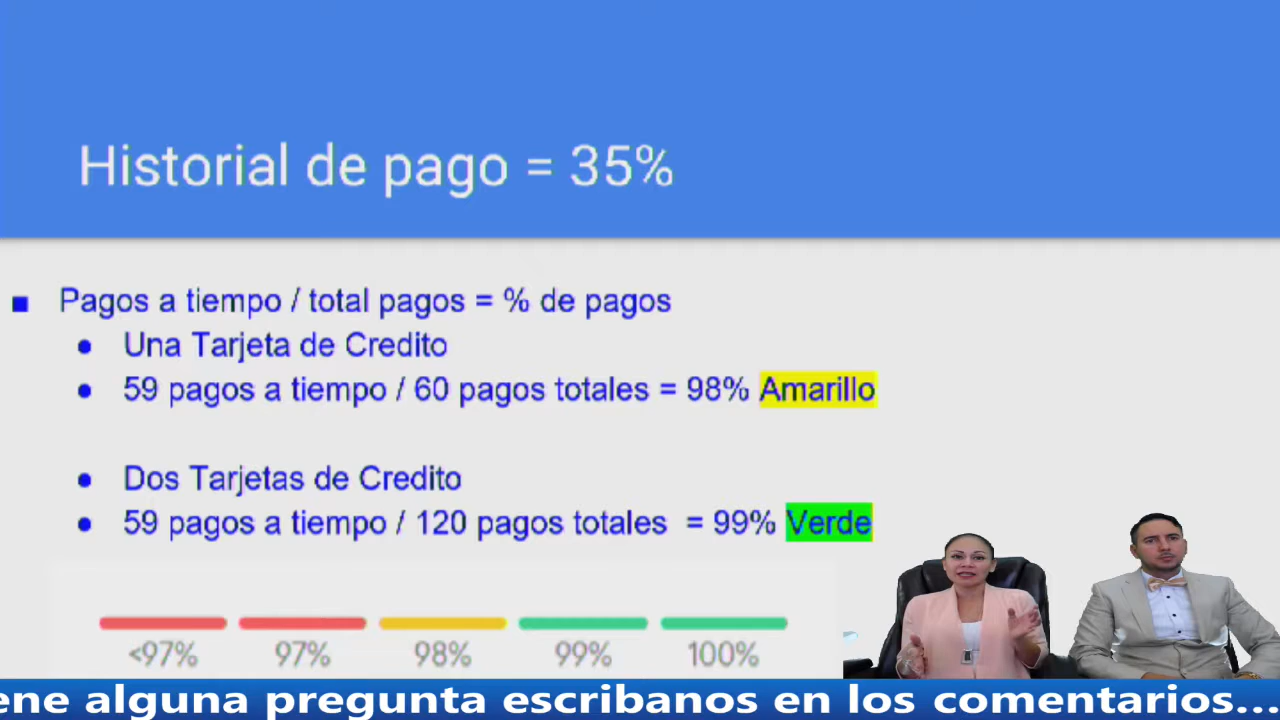 Historial de pago = 35%
Pagos a tiempo / total pagos = % de pagos
Una Tarjeta de Credito
59 pagos a tiempo / 60 pagos totales = 98% Amarillo
Dos Tarjetas de Credito
59 pagos a tiempo / 120 pagos totales = 99% Verde
<97% 97% 98% 99% 100%
ene alguna pregunta escribanos en los comentarios...